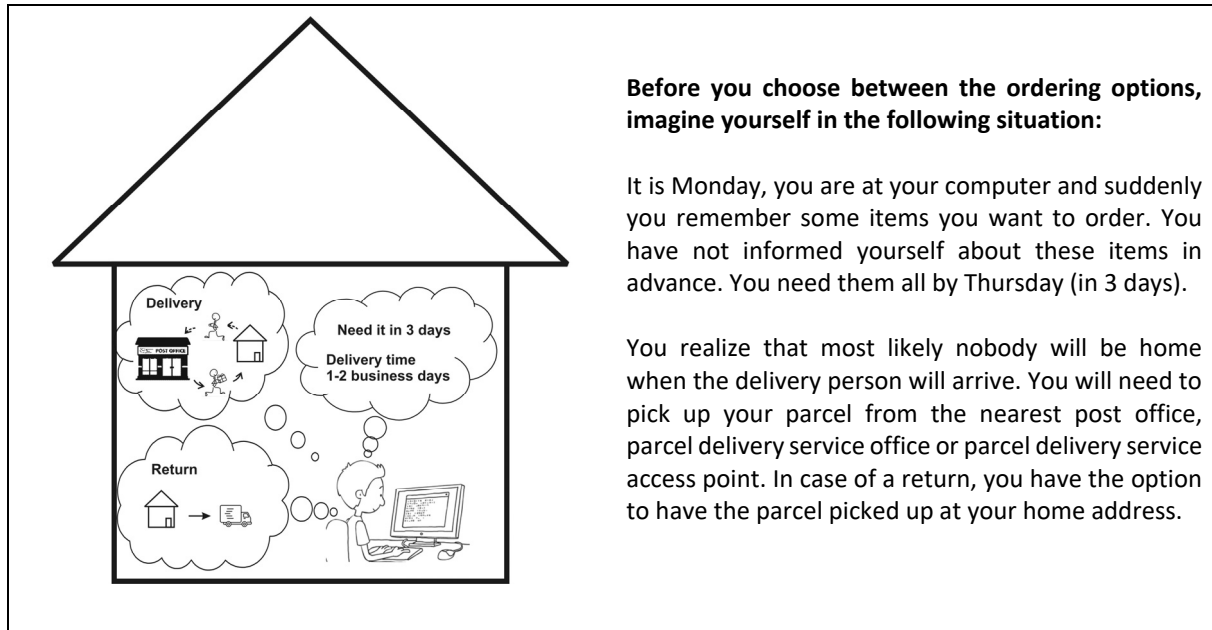 Before you choose between the ordering options,
imagine yourself in the following situation:
It is Monday, you are at your computer and suddenly
you remember some items you want to order. You
have not informed yourself about these items in
advance. You need them all by Thursday (in 3 days).
You realize that most likely nobody will be home
when the delivery person will arrive. You will need to
pick up your parcel from the nearest post office,
parcel delivery service office or parcel delivery service
access point. In case of a return, you have the option
to have the parcel picked up at your home address.
Delivery
POST OFFICE
Need it in 3 days
Delivery time
1-2 business days
Return